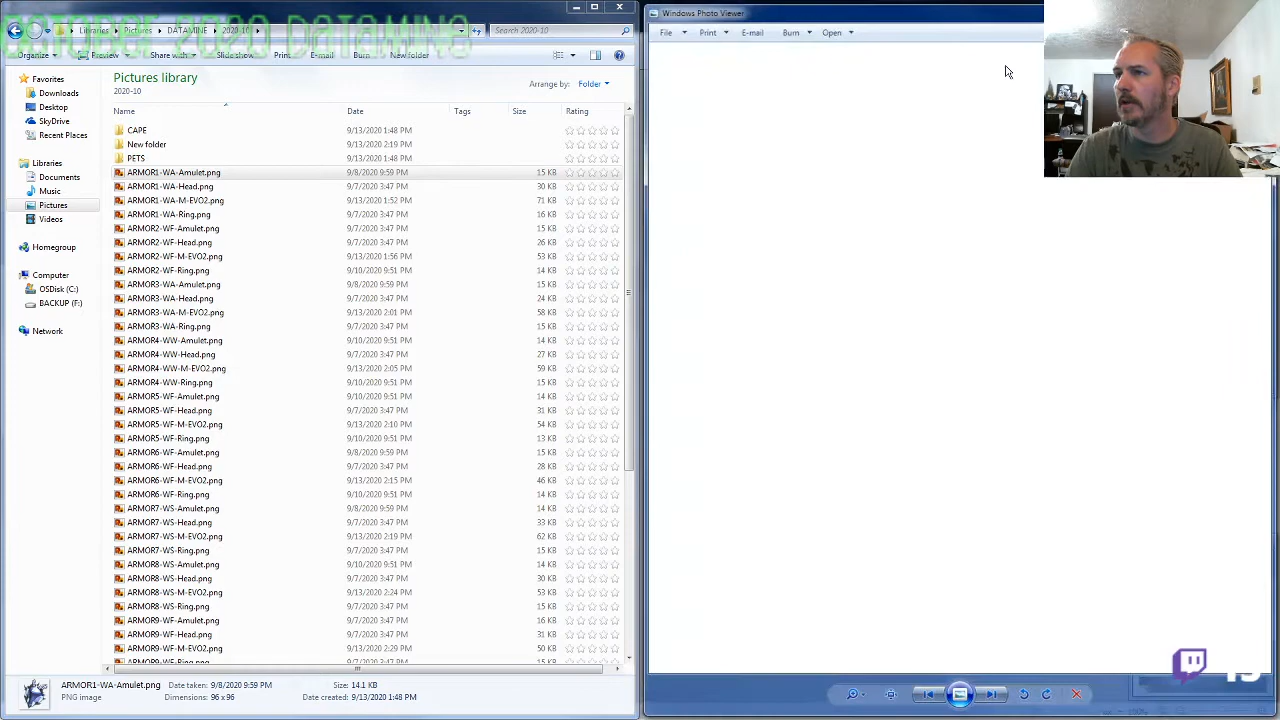 Libraries
Pictures
DATAMINE
2020-10
Search 2020-10
DATAMINE
Organize
Preview
Share with
Slideshow
Print
E-mail
Burn
New folder
Favorites
Downloads
Desktop
SkyDrive
Recent Places
Libraries
Documents
Music
Pictures
Videos
Homegroup
Computer
OSDisk (C:)
BACKUP (F:)
Network
Pictures library
2020-10
Arrange by: Folder
Name Date Tags Size Rating
CAPE 9/13/2020 1:48 PM
New folder 9/13/2020 2:19 PM
PETS 9/13/2020 1:48 PM
ARMOR1-WA-Amulet.png 9/8/2020 9:59 PM 15 KB
ARMOR1-WA-Head.png 9/7/2020 3:47 PM 30 KB
ARMOR1-WA-M-EVO2.png 9/13/2020 1:52 PM 71 KB
ARMOR1-WA-Ring.png 9/7/2020 3:47 PM 16 KB
ARMOR2-WF-Amulet.png 9/7/2020 3:47 PM 15 KB
ARMOR2-WF-Head.png 9/7/2020 3:47 PM 26 KB
ARMOR2-WF-M-EVO2.png 9/13/2020 1:56 PM 53 KB
ARMOR2-WF-Ring.png 9/10/2020 9:51 PM 14 KB
ARMOR3-WA-Amulet.png 9/8/2020 9:59 PM 15 KB
ARMOR3-WA-Head.png 9/7/2020 3:47 PM 24 KB
ARMOR3-WA-M-EVO2.png 9/13/2020 2:01 PM 58 KB
ARMOR3-WA-Ring.png 9/7/2020 3:47 PM 15 KB
ARMOR4-WW-Amulet.png 9/10/2020 9:51 PM 14 KB
ARMOR4-WW-Head.png 9/7/2020 3:47 PM 27 KB
ARMOR4-WW-M-EVO2.png 9/13/2020 2:05 PM 59 KB
ARMOR4-WW-Ring.png 9/10/2020 9:51 PM 15 KB
ARMOR5-WF-Amulet.png 9/10/2020 9:51 PM 14 KB
ARMOR5-WF-Head.png 9/7/2020 3:47 PM 31 KB
ARMOR5-WF-M-EVO2.png 9/13/2020 2:10 PM 54 KB
ARMOR5-WF-Ring.png 9/10/2020 9:51 PM 13 KB
ARMOR6-WF-Amulet.png 9/8/2020 9:59 PM 15 KB
ARMOR6-WF-Head.png 9/7/2020 3:47 PM 28 KB
ARMOR6-WF-M-EVO2.png 9/13/2020 2:15 PM 46 KB
ARMOR6-WF-Ring.png 9/10/2020 9:51 PM 14 KB
ARMOR7-WS-Amulet.png 9/8/2020 9:59 PM 14 KB
ARMOR7-WS-Head.png 9/7/2020 3:47 PM 33 KB
ARMOR7-WS-M-EVO2.png 9/13/2020 2:19 PM 62 KB
ARMOR7-WS-Ring.png 9/7/2020 3:47 PM 15 KB
ARMOR8-WS-Amulet.png 9/10/2020 9:51 PM 14 KB
ARMOR8-WS-Head.png 9/7/2020 3:47 PM 30 KB
ARMOR8-WS-M-EVO2.png 9/13/2020 2:24 PM 53 KB
ARMOR8-WS-Ring.png 9/7/2020 3:47 PM 15 KB
ARMOR9-WF-Amulet.png 9/7/2020 3:47 PM 16 KB
ARMOR9-WF-Head.png 9/7/2020 3:47 PM 31 KB
ARMOR9-WF-M-EVO2.png 9/13/2020 2:29 PM 50 KB
ARMOR9-WF-Ring.png 9/7/2020 3:47 PM 15 KB
ARMOR1-WA-Amulet.png Date taken: 9/8/2020 9:59 PM Size: 14.1 KB
PNG image Dimensions: 96 x 96 Date created: 9/13/2020 1:48 PM
Windows Photo Viewer
File Print E-mail Burn Open